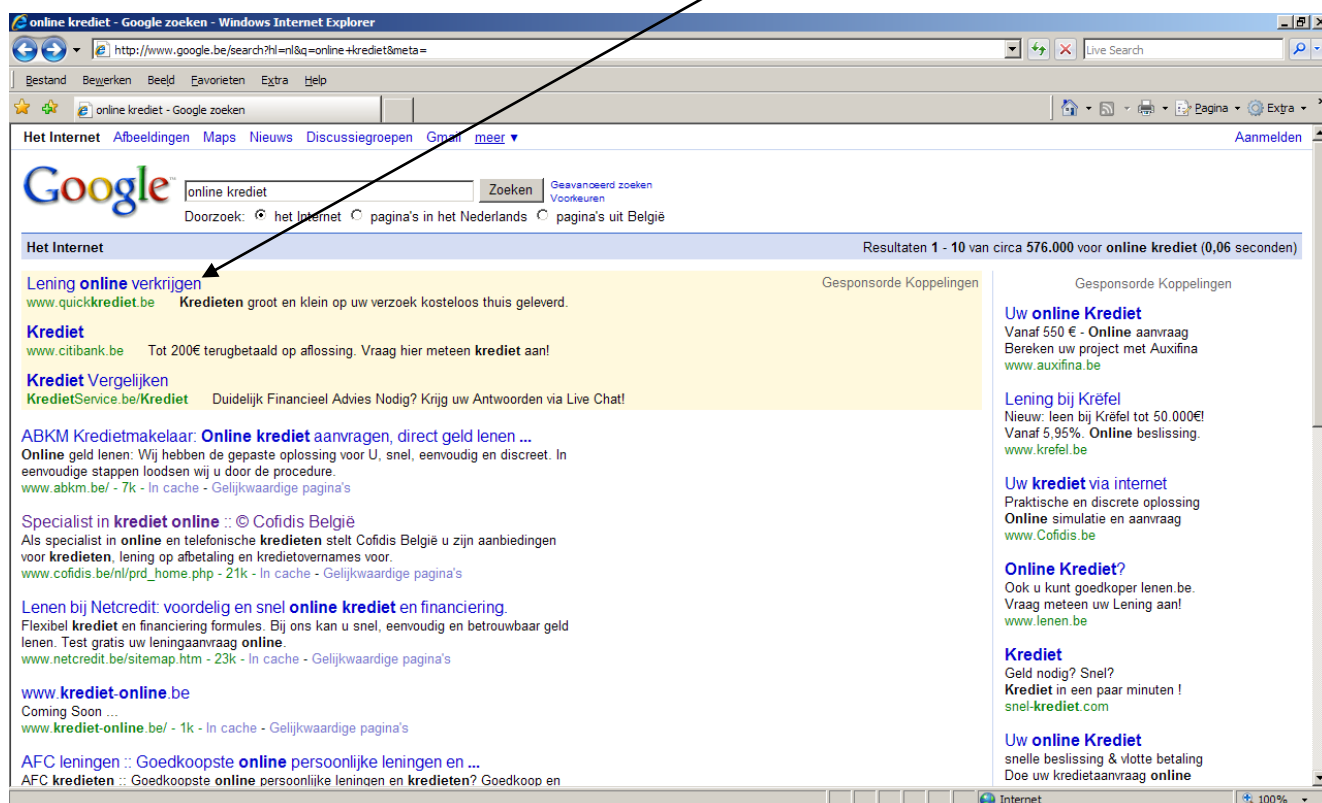 online krediet - Google zoeken - Windows Internet Explorer
http://www.google.be/search?hl=nl&q=online+krediet&meta=
Live Search
Bestand Bewerken Beeld Favorieten Extra Help
online krediet - Google zoeken
Pagina Extra
Het Internet Afbeeldingen Maps Nieuws Discussiegroepen Gmail meer ▼
Aanmelden
Google™
online krediet
Zoeken
Geavanceerd zoeken
Voorkeuren
Doorzoek: het Internet pagina's in het Nederlands pagina's uit België
Het Internet
Resultaten 1 - 10 van circa 576.000 voor online krediet (0,06 seconden)
Lening online verkrijgen
Gesponsorde Koppelingen
www.quickkrediet.be Kredieten groot en klein op uw verzoek kosteloos thuis geleverd.
Krediet
www.citibank.be Tot 200€ terugbetaald op aflossing. Vraag hier meteen krediet aan!
Krediet Vergelijken
KredietService.be/Krediet Duidelijk Financieel Advies Nodig? Krijg uw Antwoorden via Live Chat!
ABKM Kredietmakelaar: Online krediet aanvragen, direct geld lenen ...
Online geld lenen: Wij hebben de gepaste oplossing voor U, snel, eenvoudig en discreet. In
eenvoudige stappen loodsen wij u door de procedure.
www.abkm.be/ - 7k - In cache - Gelijkwaardige pagina's
Specialist in krediet online :: © Cofidis België
Als specialist in online en telefonische kredieten stelt Cofidis België u zijn aanbiedingen
voor kredieten, lening op afbetaling en kredietovernames voor.
www.cofidis.be/nl/prd_home.php - 21k - In cache - Gelijkwaardige pagina's
Lenen bij Netcredit: voordelig en snel online krediet en financiering.
Flexibel krediet en financiering formules. Bij ons kan u snel, eenvoudig en betrouwbaar geld
lenen. Test gratis uw leningaanvraag online.
www.netcredit.be/sitemap.htm - 23k - In cache - Gelijkwaardige pagina's
www.krediet-online.be
Coming Soon ...
www.krediet-online.be/ - 1k - In cache - Gelijkwaardige pagina's
AFC leningen :: Goedkoopste online persoonlijke leningen en ...
AFC kredieten :: Goedkoopste online persoonlijke leningen en kredieten? Goedkoop en
Gesponsorde Koppelingen
Uw online Krediet
Vanaf 550 € - Online aanvraag
Bereken uw project met Auxifina
www.auxifina.be
Lening bij Krëfel
Nieuw: leen bij Krëfel tot 50.000€!
Vanaf 5,95%. Online beslissing.
www.krefel.be
Uw krediet via internet
Praktische en discrete oplossing
Online simulatie en aanvraag
www.Cofidis.be
Online Krediet?
Ook u kunt goedkoper lenen.be.
Vraag meteen uw Lening aan!
www.lenen.be
Krediet
Geld nodig? Snel?
Krediet in een paar minuten !
snel-krediet.com
Uw online Krediet
snelle beslissing & vlotte betaling
Doe uw kredietaanvraag online
Internet
100%